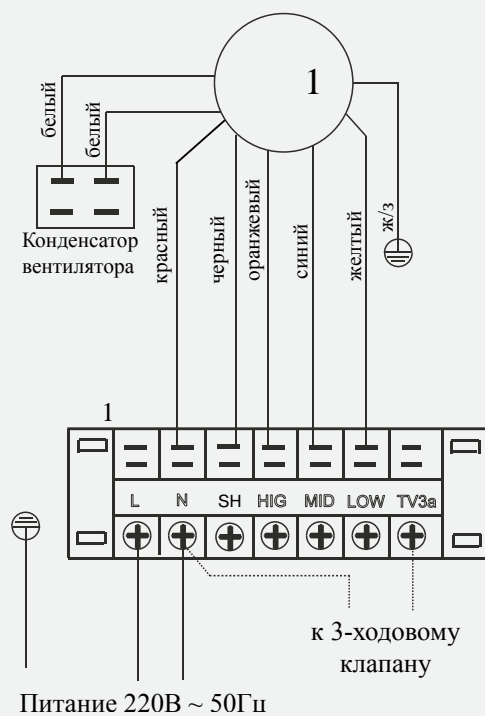 1
белый
белый
Конденсатор
вентилятора
красный
черный
оранжевый
синий
желтый
ж/з
1
L N SH HIG MID LOW TV3a
к 3-ходовому
клапану
Питание 220В ~ 50Гц